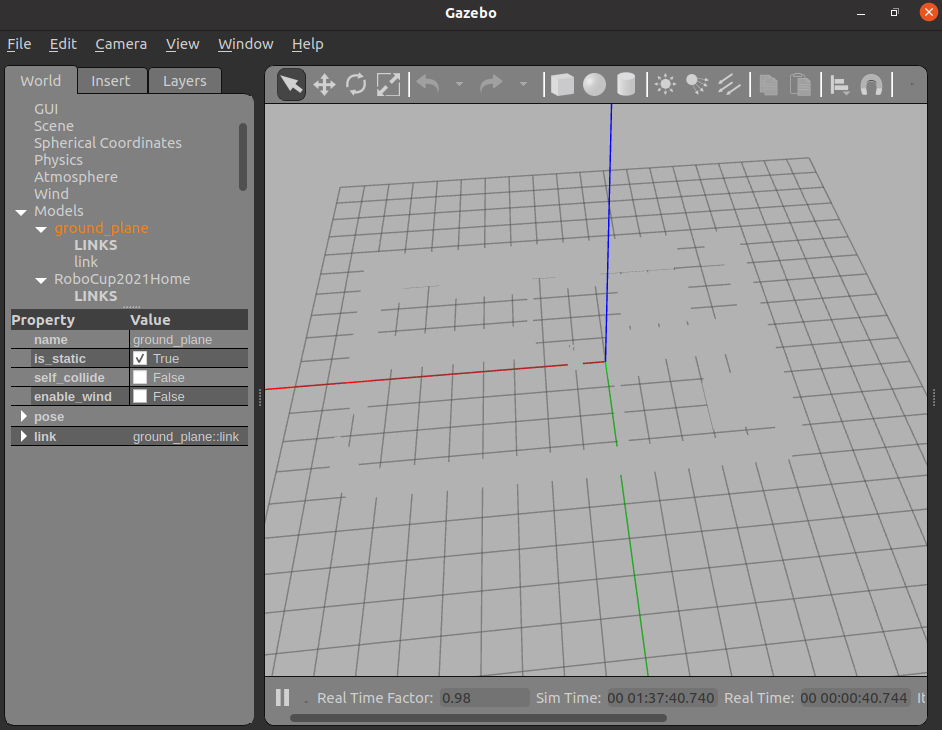 Gazebo
File Edit Camera View Window Help
World Insert Layers
GUI
Scene
Spherical Coordinates
Physics
Atmosphere
Wind
Models
ground_plane
LINKS
link
RoboCup2021Home
LINKS
Property Value
name ground_plane
is_static True
self_collide False
enable_wind False
pose
link ground_plane::link
Real Time Factor: 0.98 Sim Time: 00 01:37:40.740 Real Time: 00 00:00:40.744 It